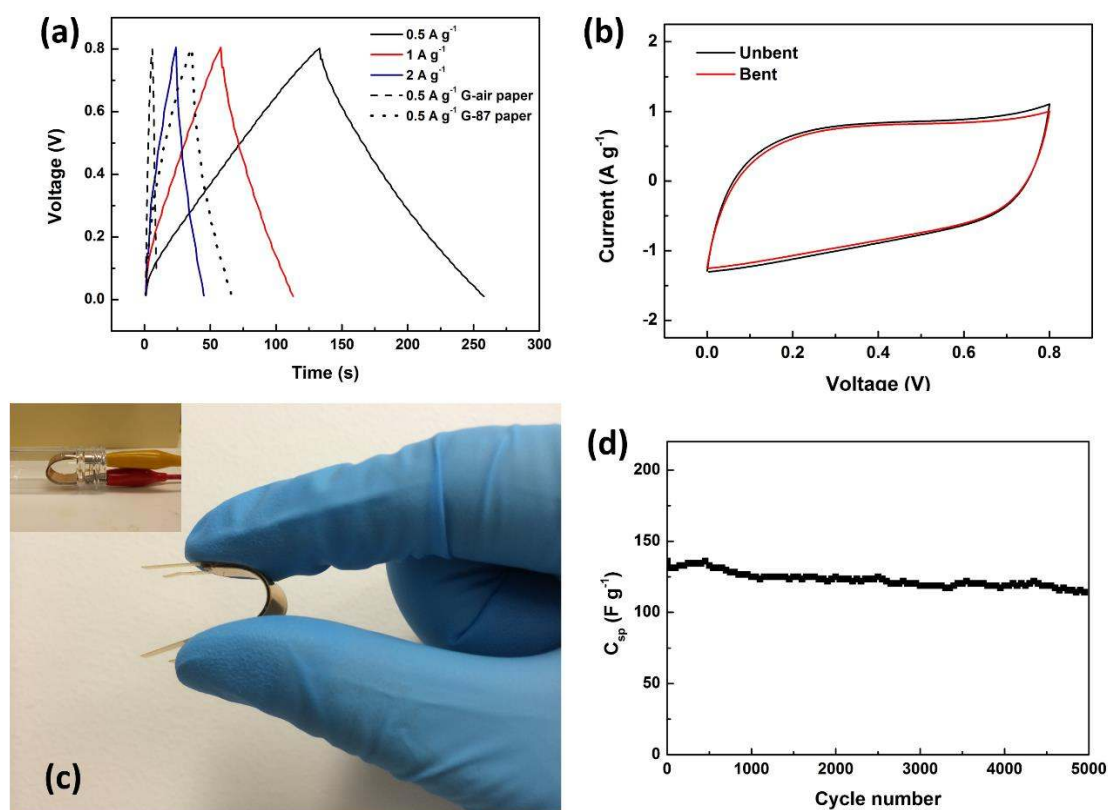 (a)
0.5 A g⁻¹
1 A g⁻¹
2 A g⁻¹
0.5 A g⁻¹ G-air paper
0.5 A g⁻¹ G-87 paper
Voltage (V)
0.8
0.6
0.4
0.2
0.0
0 50 100 150 200 250 300
Time (s)
(b)
Unbent
Bent
Current (A g⁻¹)
2
1
0
-1
-2
0.0 0.2 0.4 0.6 0.8
Voltage (V)
(c)
(d)
C_sp (F g⁻¹)
200
150
100
50
0
0 1000 2000 3000 4000 5000
Cycle number